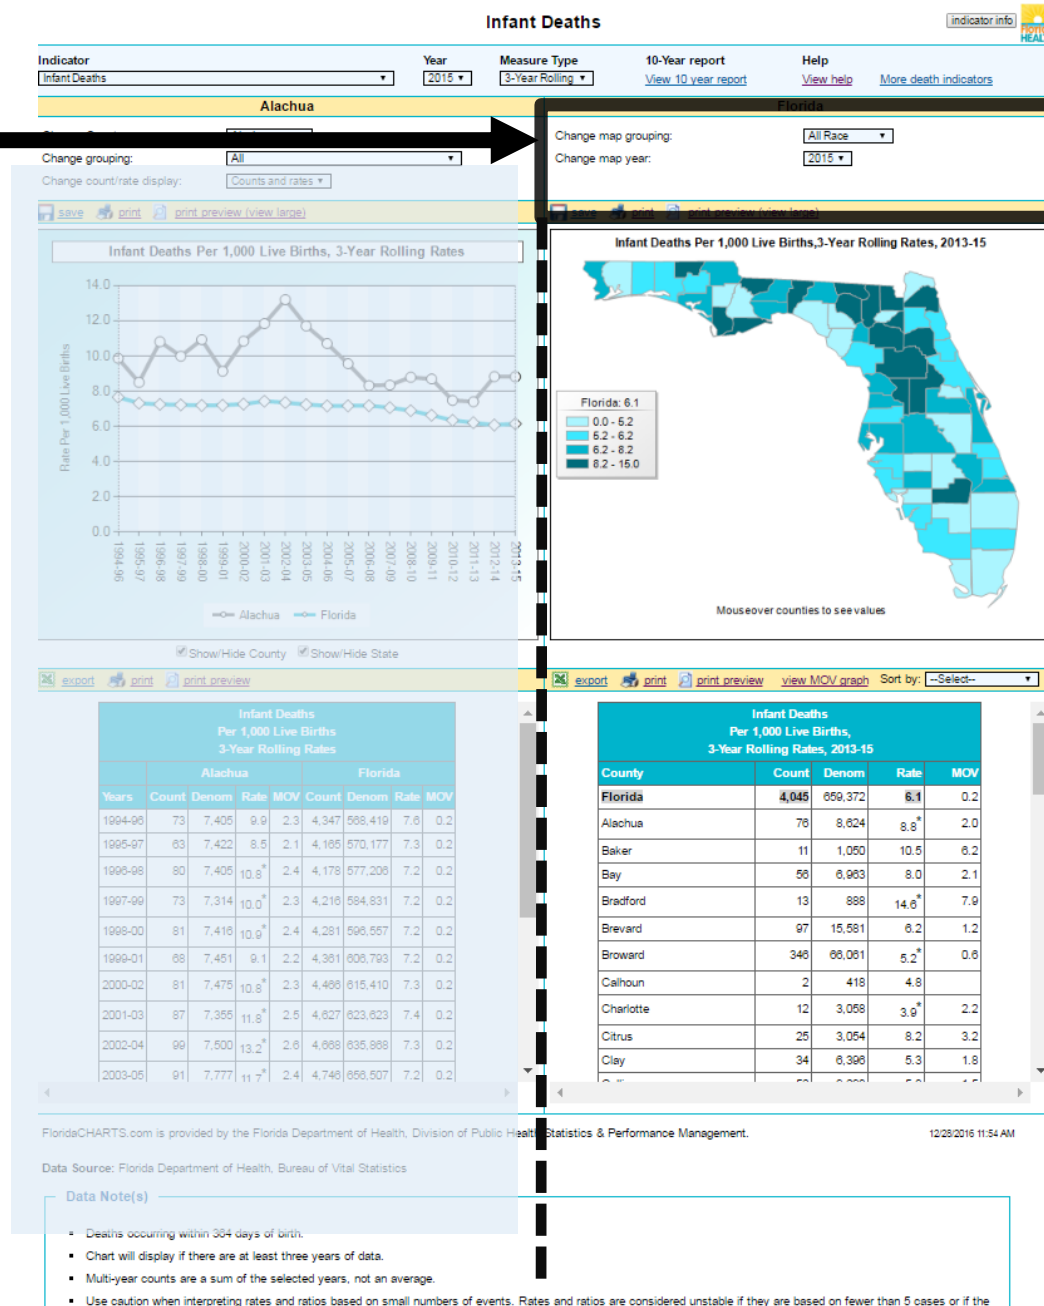 Infant Deaths
indicator info
Florida
HEALTH
Indicator Year Measure Type 10-Year report Help
Infant Deaths 2015 3-Year Rolling View 10 year report View help More death indicators
Alachua
Florida
Change grouping: All
Change count/rate display: Counts and rates
Change map grouping: All Race
Change map year: 2015
save print print preview (view large)
save print print preview (view large)
Infant Deaths Per 1,000 Live Births, 3-Year Rolling Rates
14.0
12.0
10.0
8.0
6.0
4.0
2.0
0.0
Rate Per 1,000 Live Births
1994-96 1995-97 1996-98 1997-99 1998-00 1999-01 2000-02 2001-03 2002-04 2003-05 2004-06 2005-07 2006-08 2007-09 2008-10 2009-11 2010-12 2011-13 2012-14 2013-15
Alachua Florida
Show/Hide County Show/Hide State
Infant Deaths Per 1,000 Live Births,3-Year Rolling Rates, 2013-15
Florida: 6.1
0.0 - 5.2
5.2 - 6.2
6.2 - 8.2
8.2 - 15.0
Mouseover counties to see values
export print print preview
Infant Deaths
Per 1,000 Live Births
3-Year Rolling Rates
Alachua Florida
Years Count Denom Rate MOV Count Denom Rate MOV
1994-96 73 7,405 9.9 2.3 4,347 568,419 7.6 0.2
1995-97 63 7,422 8.5 2.1 4,165 570,177 7.3 0.2
1996-98 80 7,405 10.8* 2.4 4,178 577,206 7.2 0.2
1997-99 73 7,314 10.0* 2.3 4,216 584,831 7.2 0.2
1998-00 81 7,416 10.9* 2.4 4,281 596,557 7.2 0.2
1999-01 68 7,451 9.1 2.2 4,361 606,793 7.2 0.2
2000-02 81 7,475 10.8* 2.3 4,466 615,410 7.3 0.2
2001-03 87 7,355 11.8* 2.5 4,627 623,623 7.4 0.2
2002-04 99 7,500 13.2* 2.6 4,668 635,868 7.3 0.2
2003-05 91 7,777 11.7* 2.4 4,746 656,507 7.2 0.2
export print print preview view MOV graph Sort by: --Select--
Infant Deaths
Per 1,000 Live Births,
3-Year Rolling Rates, 2013-15
County Count Denom Rate MOV
Florida 4,045 659,372 6.1 0.2
Alachua 76 8,624 8.8* 2.0
Baker 11 1,050 10.5 6.2
Bay 56 6,963 8.0 2.1
Bradford 13 888 14.6* 7.9
Brevard 97 15,581 6.2 1.2
Broward 346 66,061 5.2* 0.6
Calhoun 2 418 4.8
Charlotte 12 3,058 3.9* 2.2
Citrus 25 3,054 8.2 3.2
Clay 34 6,396 5.3 1.8
FloridaCHARTS.com is provided by the Florida Department of Health, Division of Public Health Statistics & Performance Management. 12/28/2016 11:54 AM
Data Source: Florida Department of Health, Bureau of Vital Statistics
Data Note(s)
▪ Deaths occurring within 364 days of birth.
▪ Chart will display if there are at least three years of data.
▪ Multi-year counts are a sum of the selected years, not an average.
▪ Use caution when interpreting rates and ratios based on small numbers of events. Rates and ratios are considered unstable if they are based on fewer than 5 cases or if the